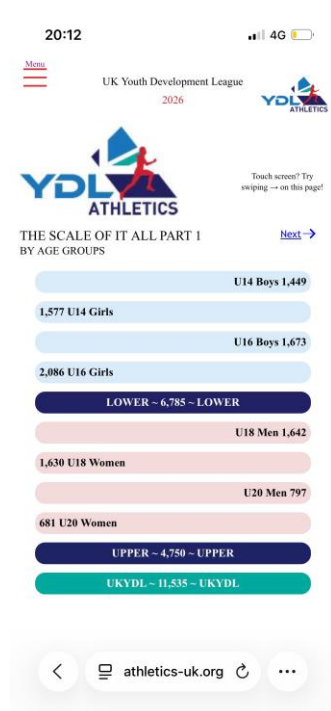 20:12
4G
Menu
UK Youth Development League
2026
YDL
ATHLETICS
YDL
ATHLETICS
Touch screen? Try
swiping → on this page!
THE SCALE OF IT ALL PART 1
Next→
BY AGE GROUPS
U14 Boys 1,449
1,577 U14 Girls
U16 Boys 1,673
2,086 U16 Girls
LOWER ~ 6,785 ~ LOWER
U18 Men 1,642
1,630 U18 Women
U20 Men 797
681 U20 Women
UPPER ~ 4,750 ~ UPPER
UKYDL ~ 11,535 ~ UKYDL
athletics-uk.org